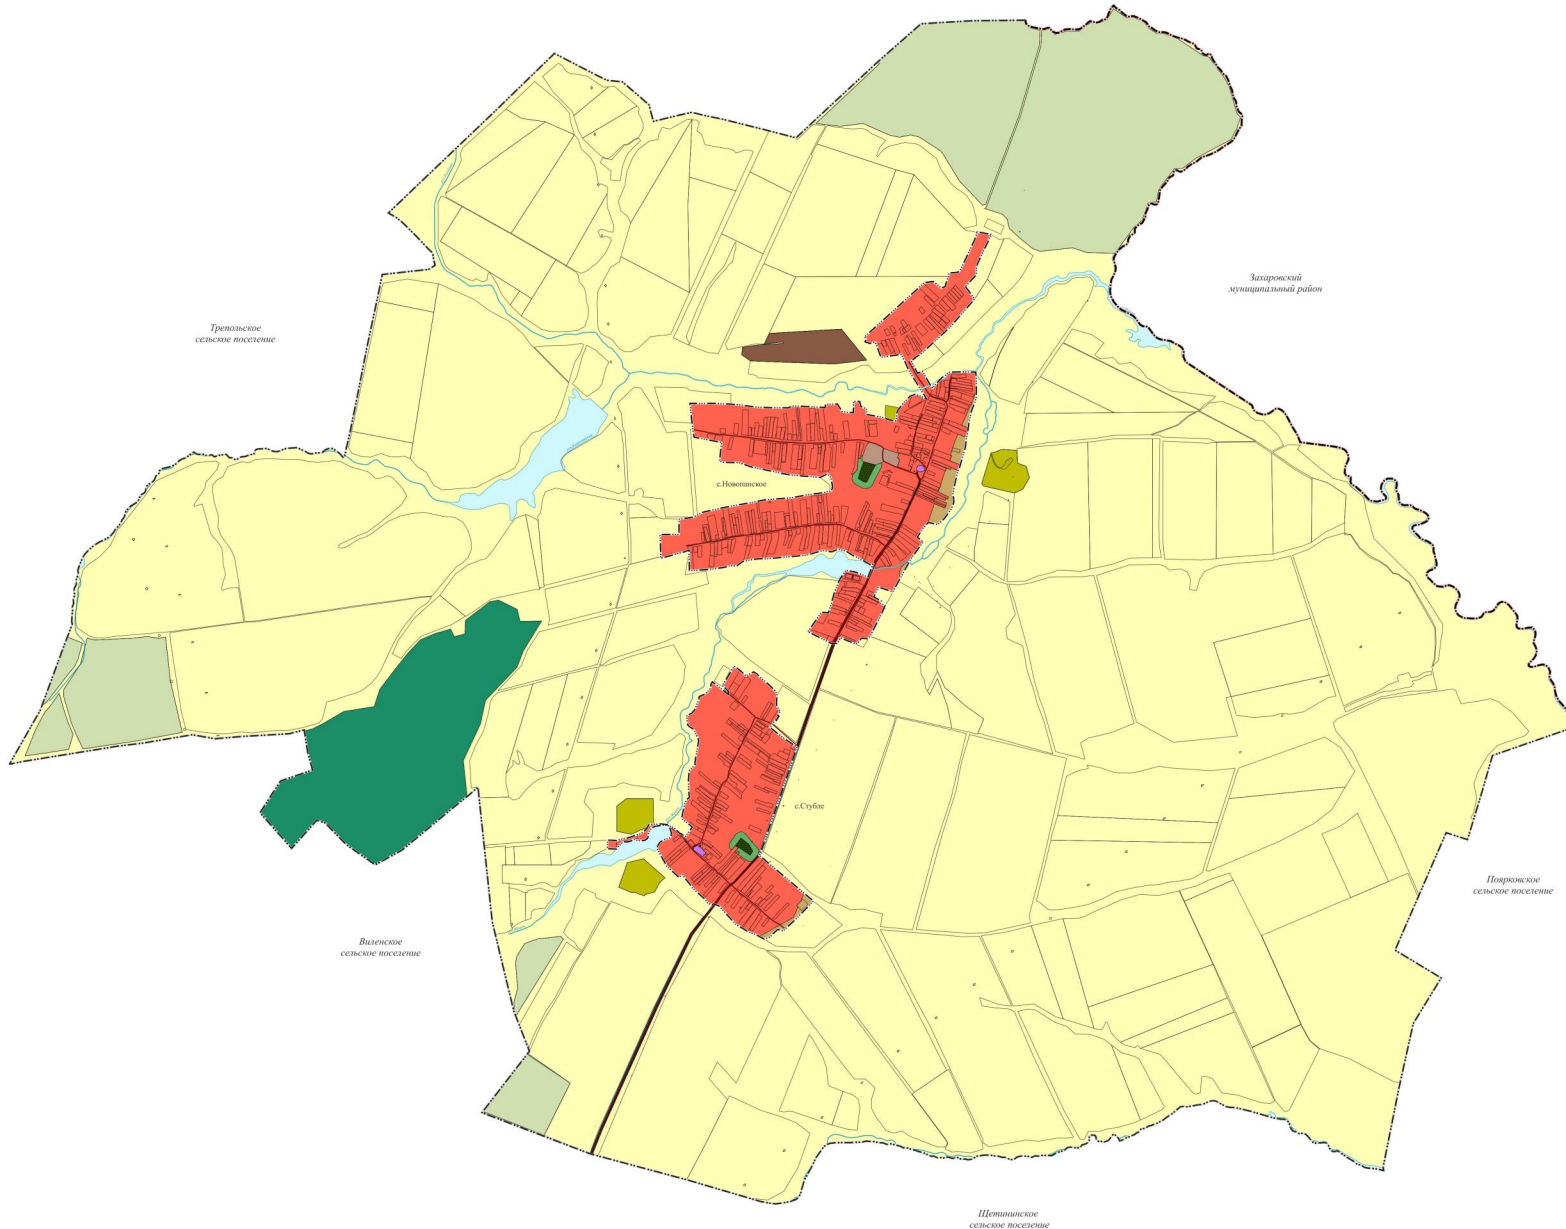 Захаровский
муниципальный район
Трепольское
сельское поселение
с.Новопанское
с.Стубле
Поярковское
сельское поселение
Виленское
сельское поселение
Щетининское
сельское поселение